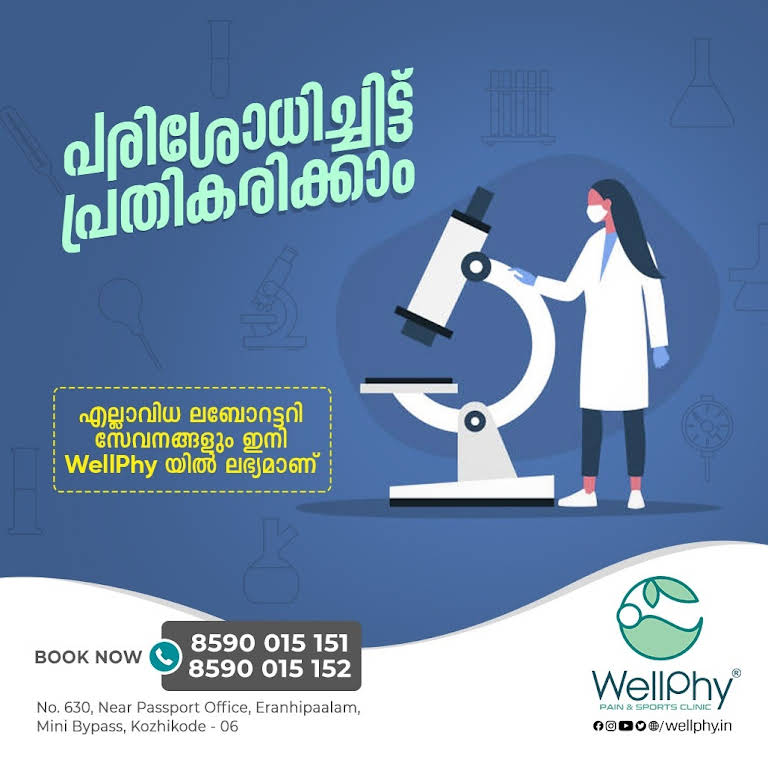 പരിശോധിച്ചിട്ട്
പ്രതികരിക്കാം
എല്ലാവിധ ലബോറട്ടറി
സേവനങ്ങളും ഇനി
WellPhy യിൽ ലഭ്യമാണ്
BOOK NOW
8590 015 151
8590 015 152
No. 630, Near Passport Office, Eranhipaalam,
Mini Bypass, Kozhikode - 06
WellPhy®
PAIN & SPORTS CLINIC
/wellphy.in